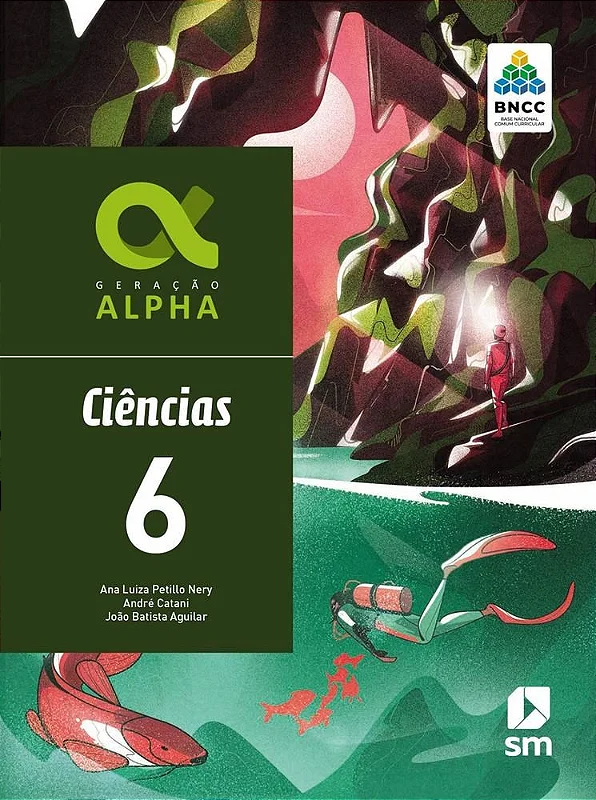 BNCC
BASE NACIONAL
COMUM CURRICULAR
GERAÇÃO
ALPHA
Ciências
6
Ana Luiza Petillo Nery
André Catani
João Batista Aguilar
sm